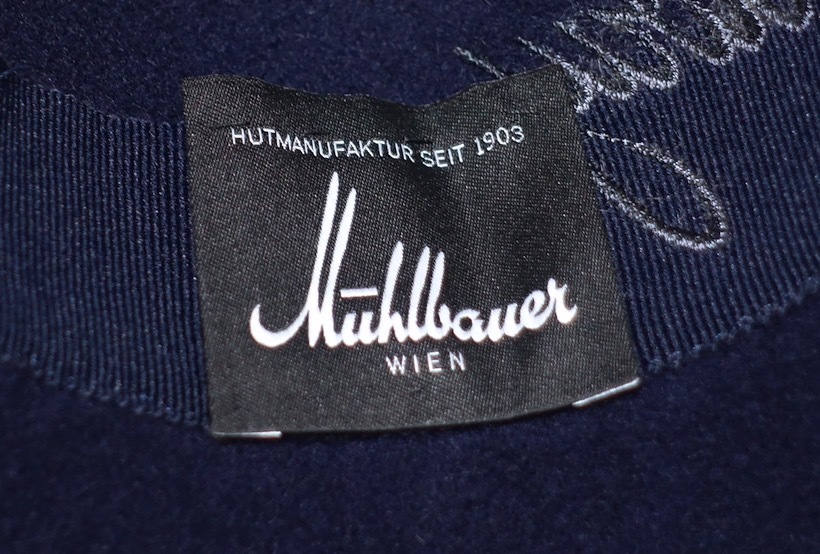 HUTMANUFAKTUR SEIT 1903
Mühlbauer
WIEN